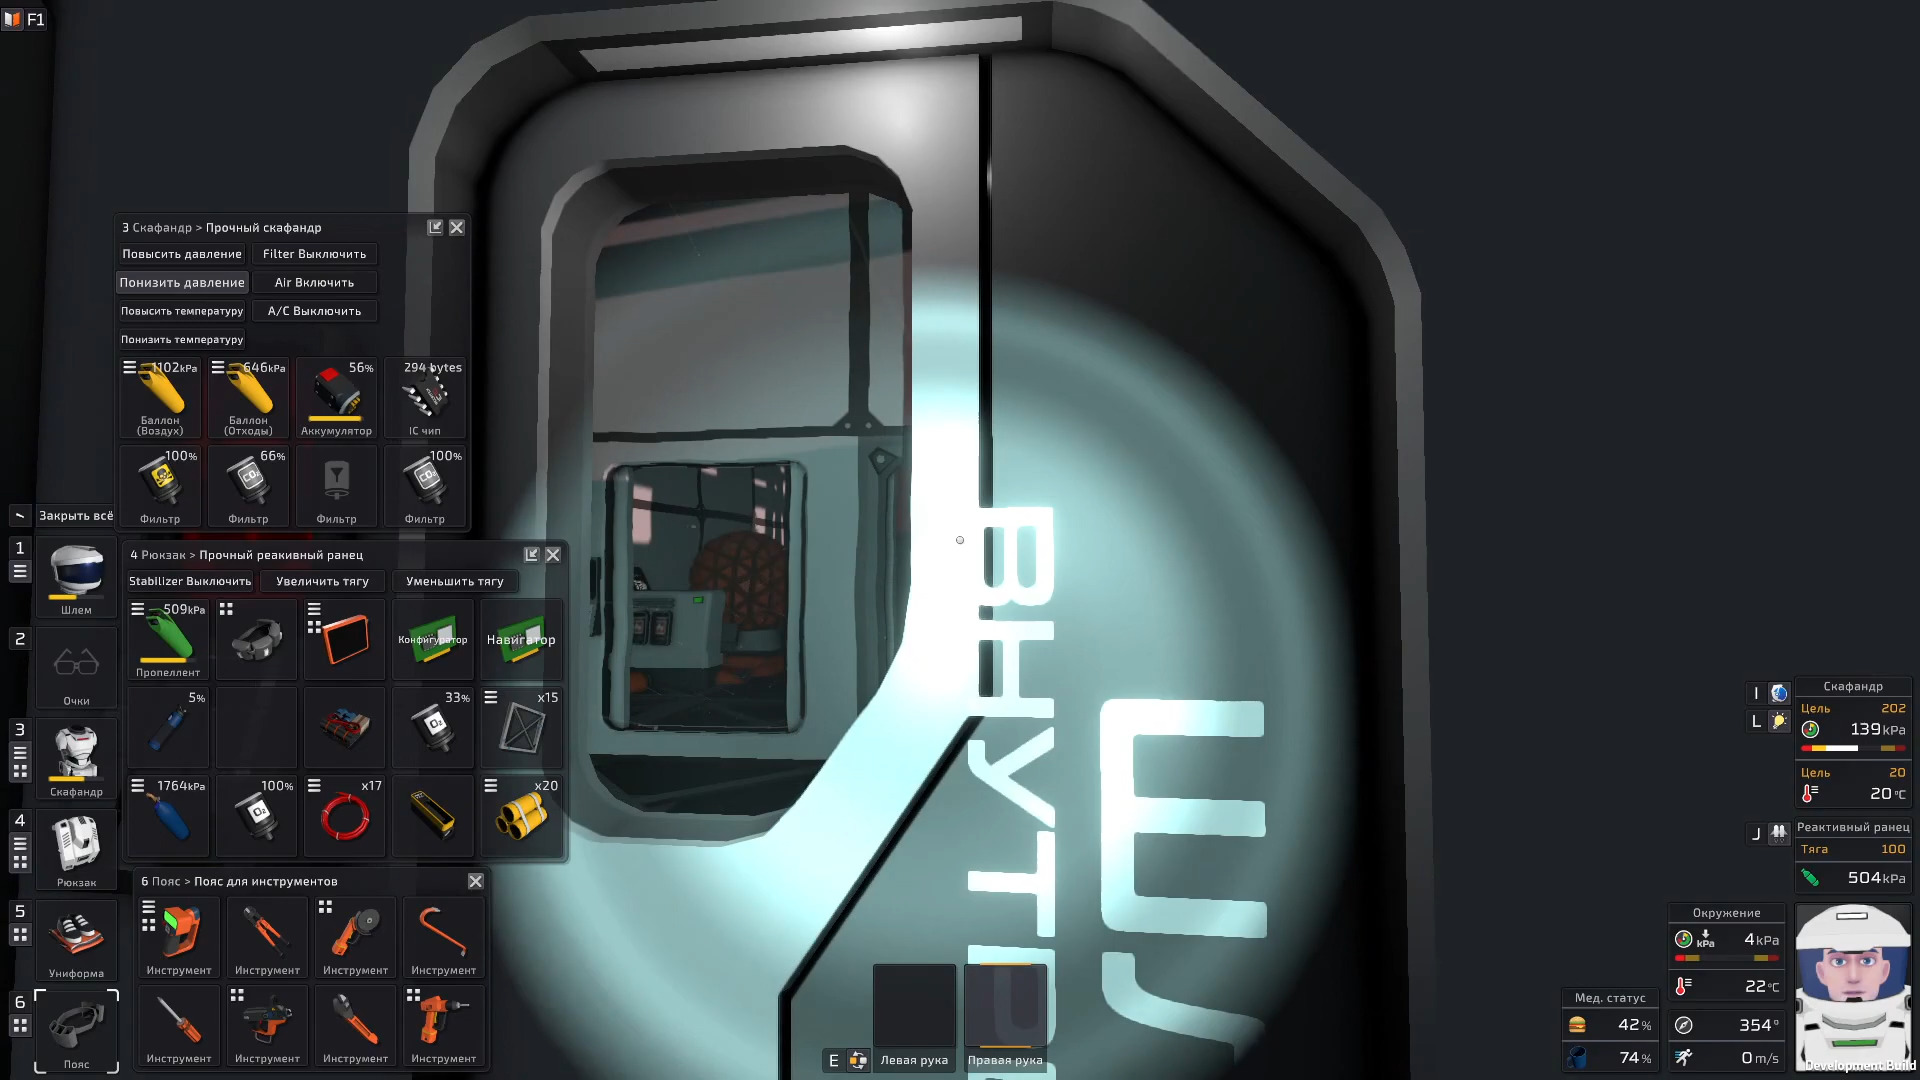 F1
3 Скафандр > Прочный скафандр
Повысить давление
Filter Выключить
Понизить давление
Air Включить
Повысить температуру
A/C Выключить
Понизить температуру
1102kPa
646kPa
56%
294 bytes
Баллон (Воздух)
Баллон (Отходы)
Аккумулятор
IC чип
100%
66%
100%
Фильтр
Фильтр
Фильтр
Фильтр
~ Закрыть всё
1
Шлем
2
Очки
3
Скафандр
4
Рюкзак
5
Униформа
6
Пояс
4 Рюкзак > Прочный реактивный ранец
Stabilizer Выключить
Увеличить тягу
Уменьшить тягу
509kPa
Пропеллент
Конфигуратор
Навигатор
5%
33%
x15
1764kPa
100%
x17
x20
6 Пояс > Пояс для инструментов
Инструмент
Инструмент
Инструмент
Инструмент
Инструмент
Инструмент
Инструмент
Инструмент
ВНУТР
E
Левая рука
Правая рука
I
L
Скафандр
Цель 202
139kPa
Цель 20
20°C
J
Реактивный ранец
Тяга 100
504kPa
Окружение
kPa
4kPa
22°C
354°
0m/s
Мед. статус
42%
74%
Development Build